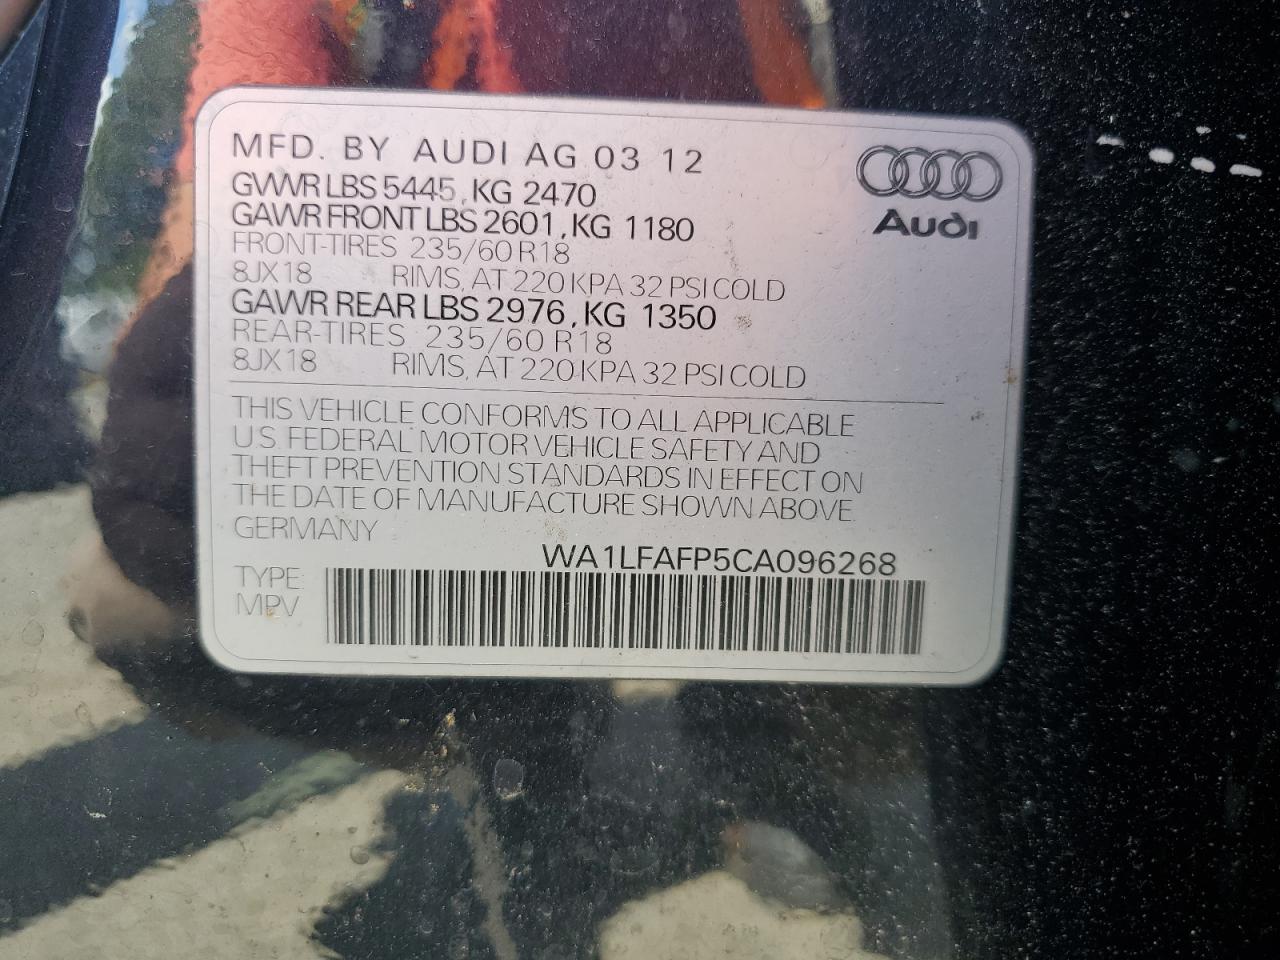 MFD. BY AUDI AG 03 12
GVWR LBS 5445, KG 2470
GAWR FRONT LBS 2601, KG 1180
FRONT-TIRES 235/60 R18
8JX18 RIMS, AT 220 KPA 32 PSI COLD
GAWR REAR LBS 2976, KG 1350
REAR-TIRES 235/60 R18
8JX18 RIMS, AT 220 KPA 32 PSI COLD
Audi
THIS VEHICLE CONFORMS TO ALL APPLICABLE
U.S. FEDERAL MOTOR VEHICLE SAFETY AND
THEFT PREVENTION STANDARDS IN EFFECT ON
THE DATE OF MANUFACTURE SHOWN ABOVE.
GERMANY
WA1LFAFP5CA096268
TYPE:
MPV